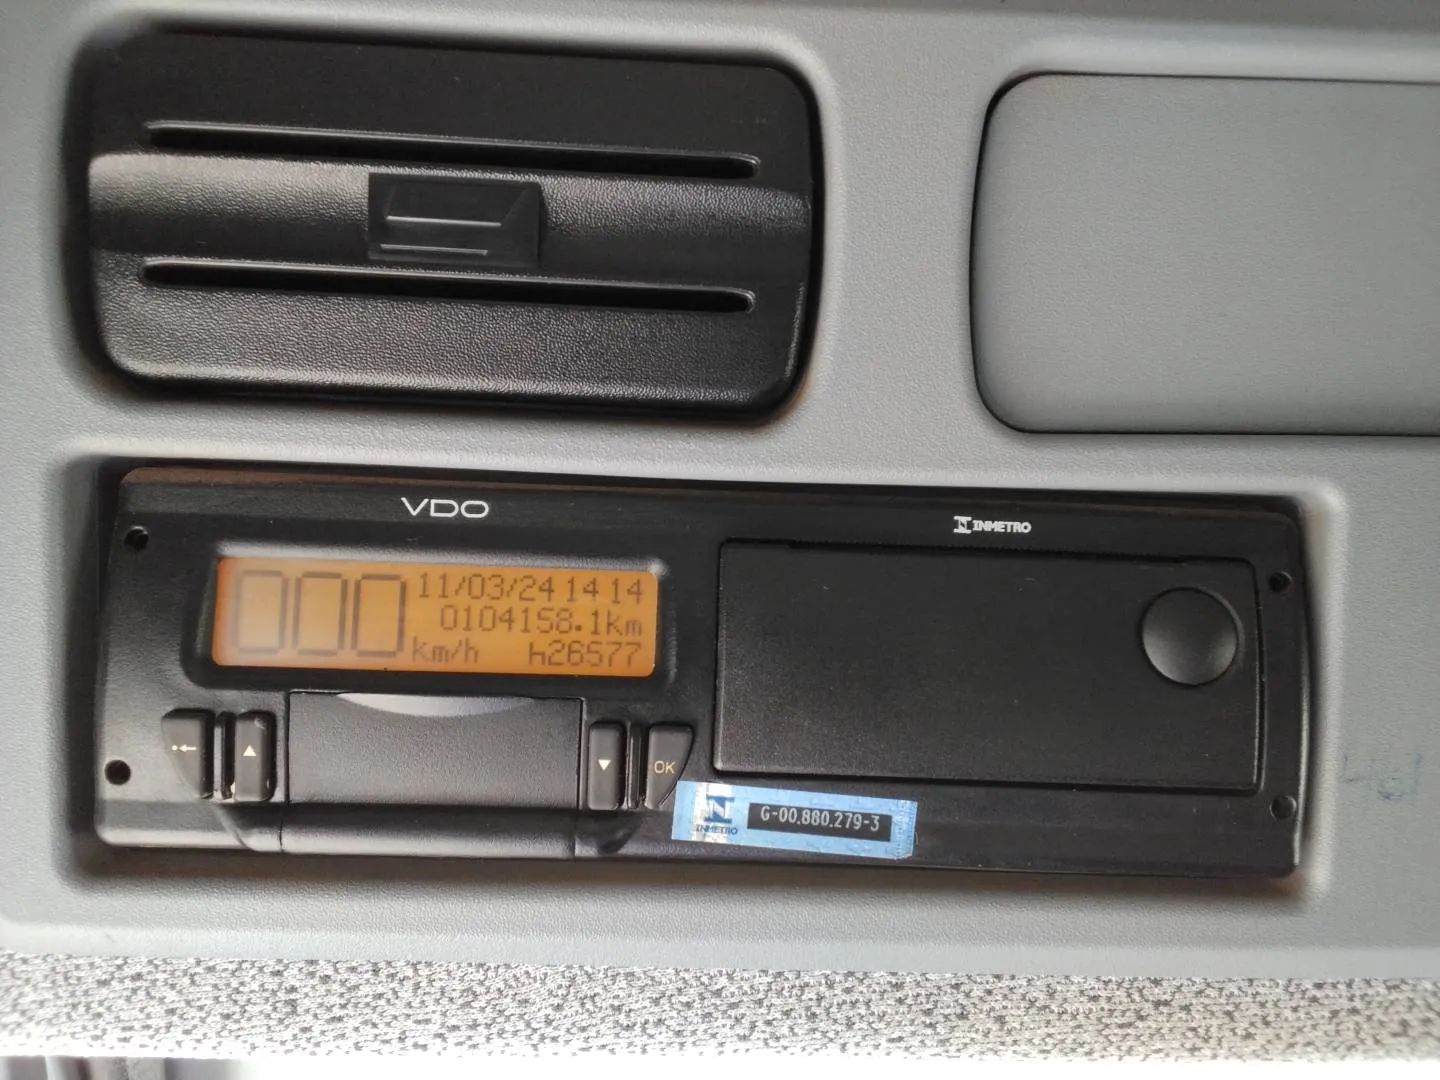 VDO
INMETRO
000 km/h
11/03/24 14 14
0104158.1km
h26577
OK
INMETRO
G-00.880.279-3